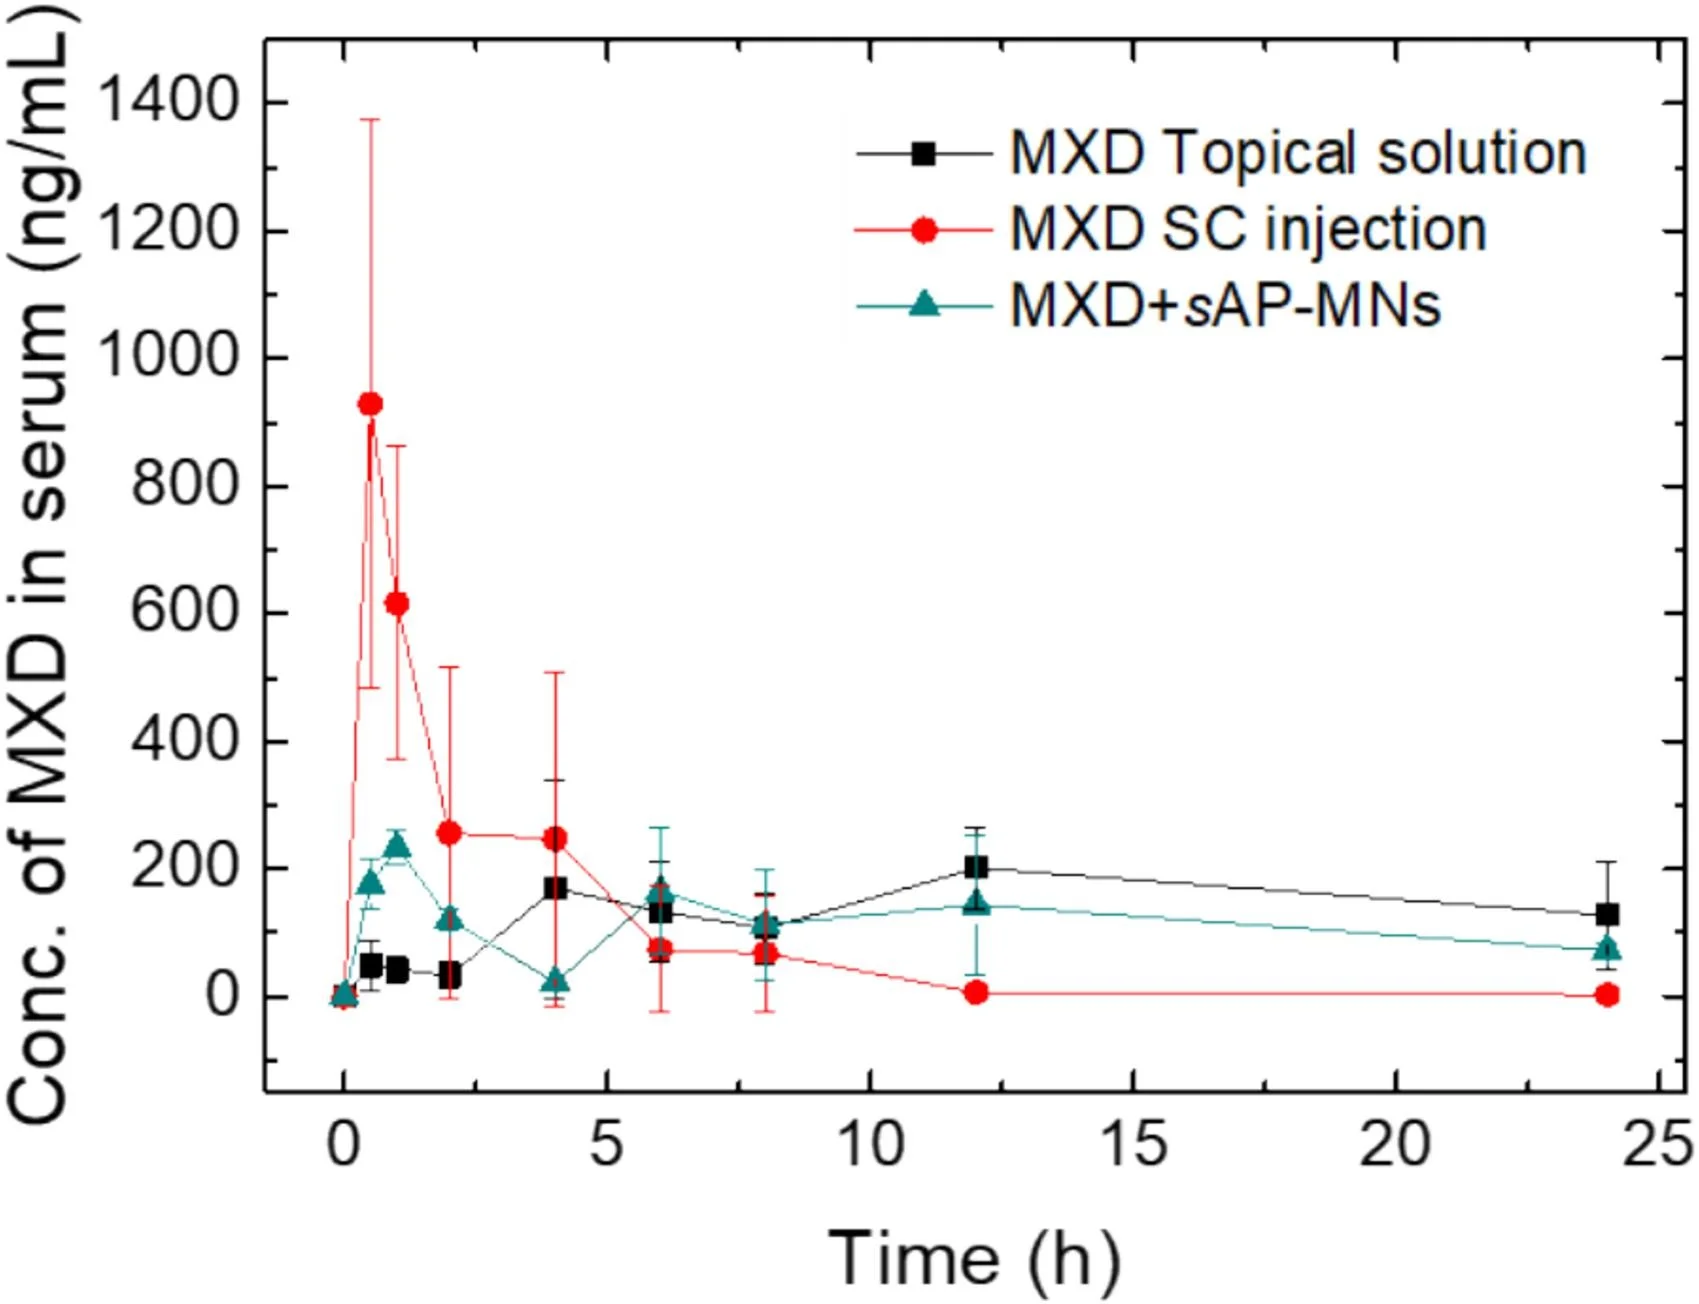 Conc. of MXD in serum (ng/mL)
1400
1200
1000
800
600
400
200
0
MXD Topical solution
MXD SC injection
MXD+sAP-MNs
0 5 10 15 20 25
Time (h)